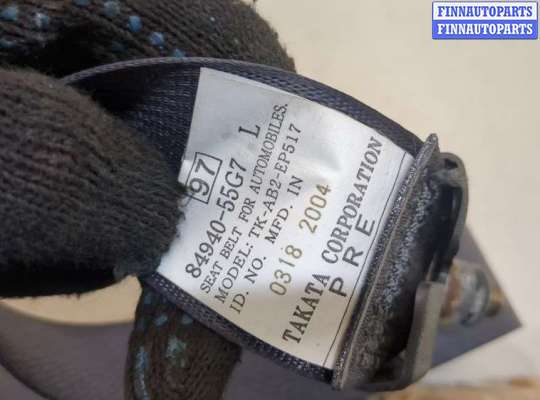 FINNAUTOPARTS
FINNAUTOPARTS
97
84940-55G7 L
SEAT BELT FOR AUTOMOBILES.
MODEL: TK-AB2-EP517
ID. NO. MFD. IN
0318 2004
TAKATA CORPORATION
P R E